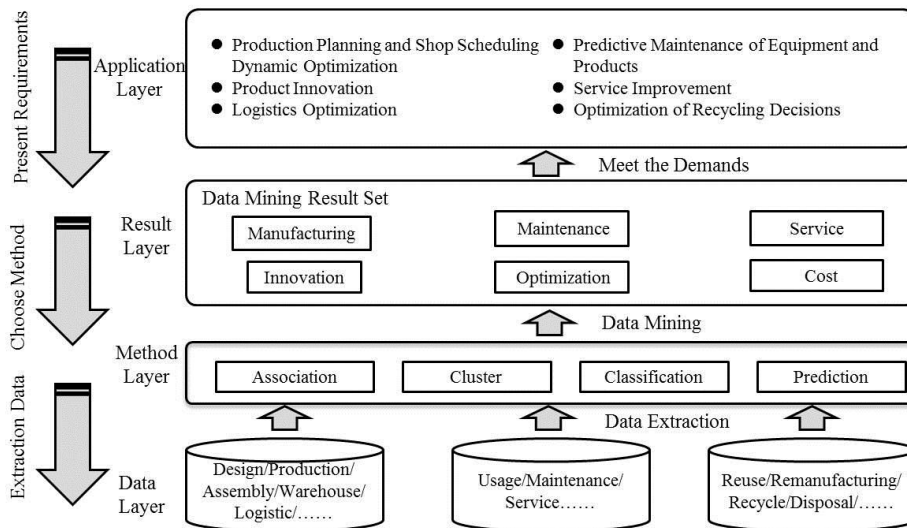 Present Requirements
Application
Layer
● Production Planning and Shop Scheduling
Dynamic Optimization
● Product Innovation
● Logistics Optimization
● Predictive Maintenance of Equipment and
Products
● Service Improvement
● Optimization of Recycling Decisions
Meet the Demands
Choose Method
Result
Layer
Data Mining Result Set
Manufacturing
Maintenance
Service
Innovation
Optimization
Cost
Data Mining
Method
Layer
Association
Cluster
Classification
Prediction
Extraction Data
Data Extraction
Data
Layer
Design/Production/
Assembly/Warehouse/
Logistic/……
Usage/Maintenance/
Service……
Reuse/Remanufacturing/
Recycle/Disposal/……